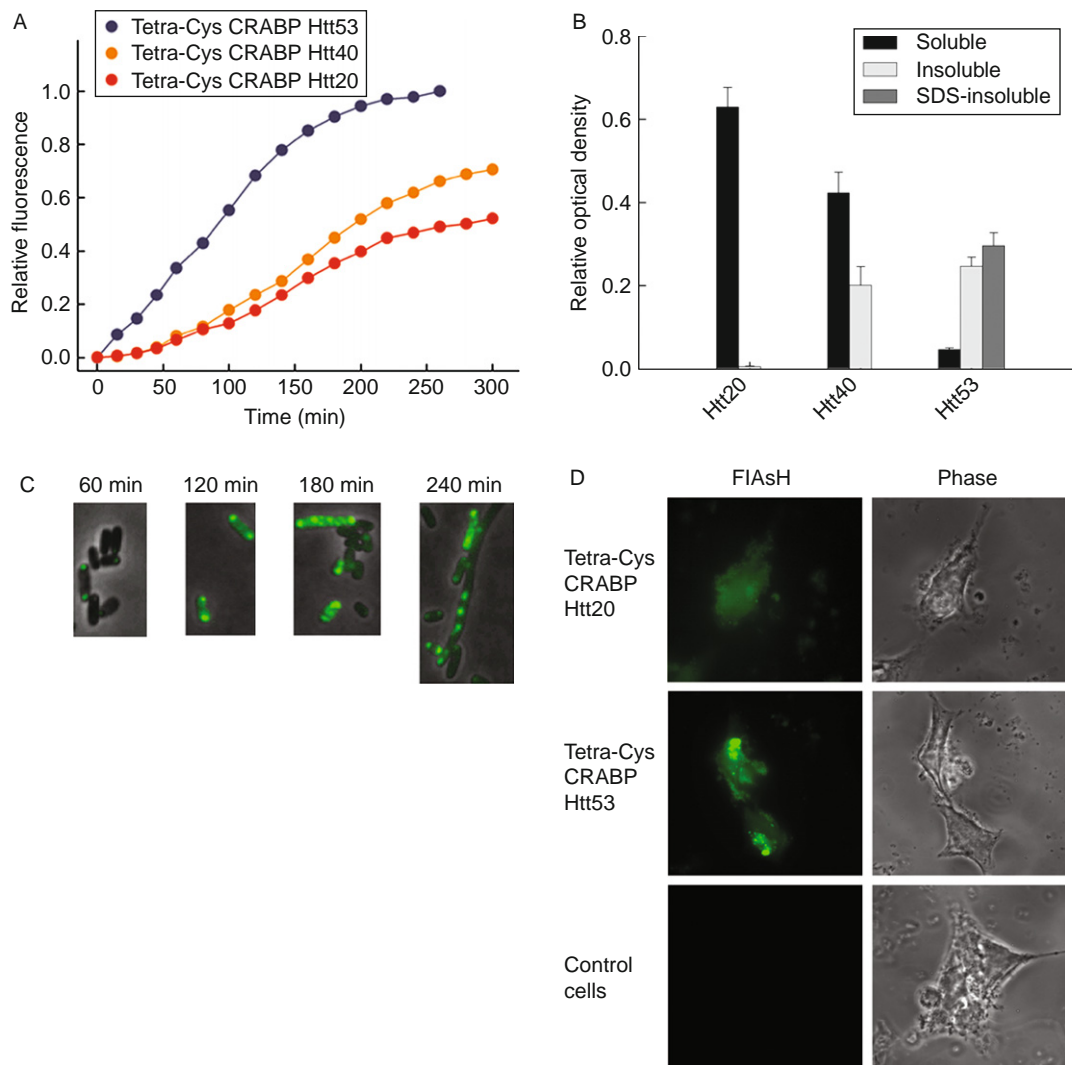 A
Tetra-Cys CRABP Htt53
Tetra-Cys CRABP Htt40
Tetra-Cys CRABP Htt20
1.0
0.8
0.6
0.4
0.2
0.0
Relative fluorescence
0 50 100 150 200 250 300
Time (min)
B
Soluble
Insoluble
SDS-insoluble
0.8
0.6
0.4
0.2
0.0
Relative optical density
Htt20
Htt40
Htt53
C
60 min
120 min
180 min
240 min
D
FlAsH
Phase
Tetra-Cys
CRABP
Htt20
Tetra-Cys
CRABP
Htt53
Control
cells